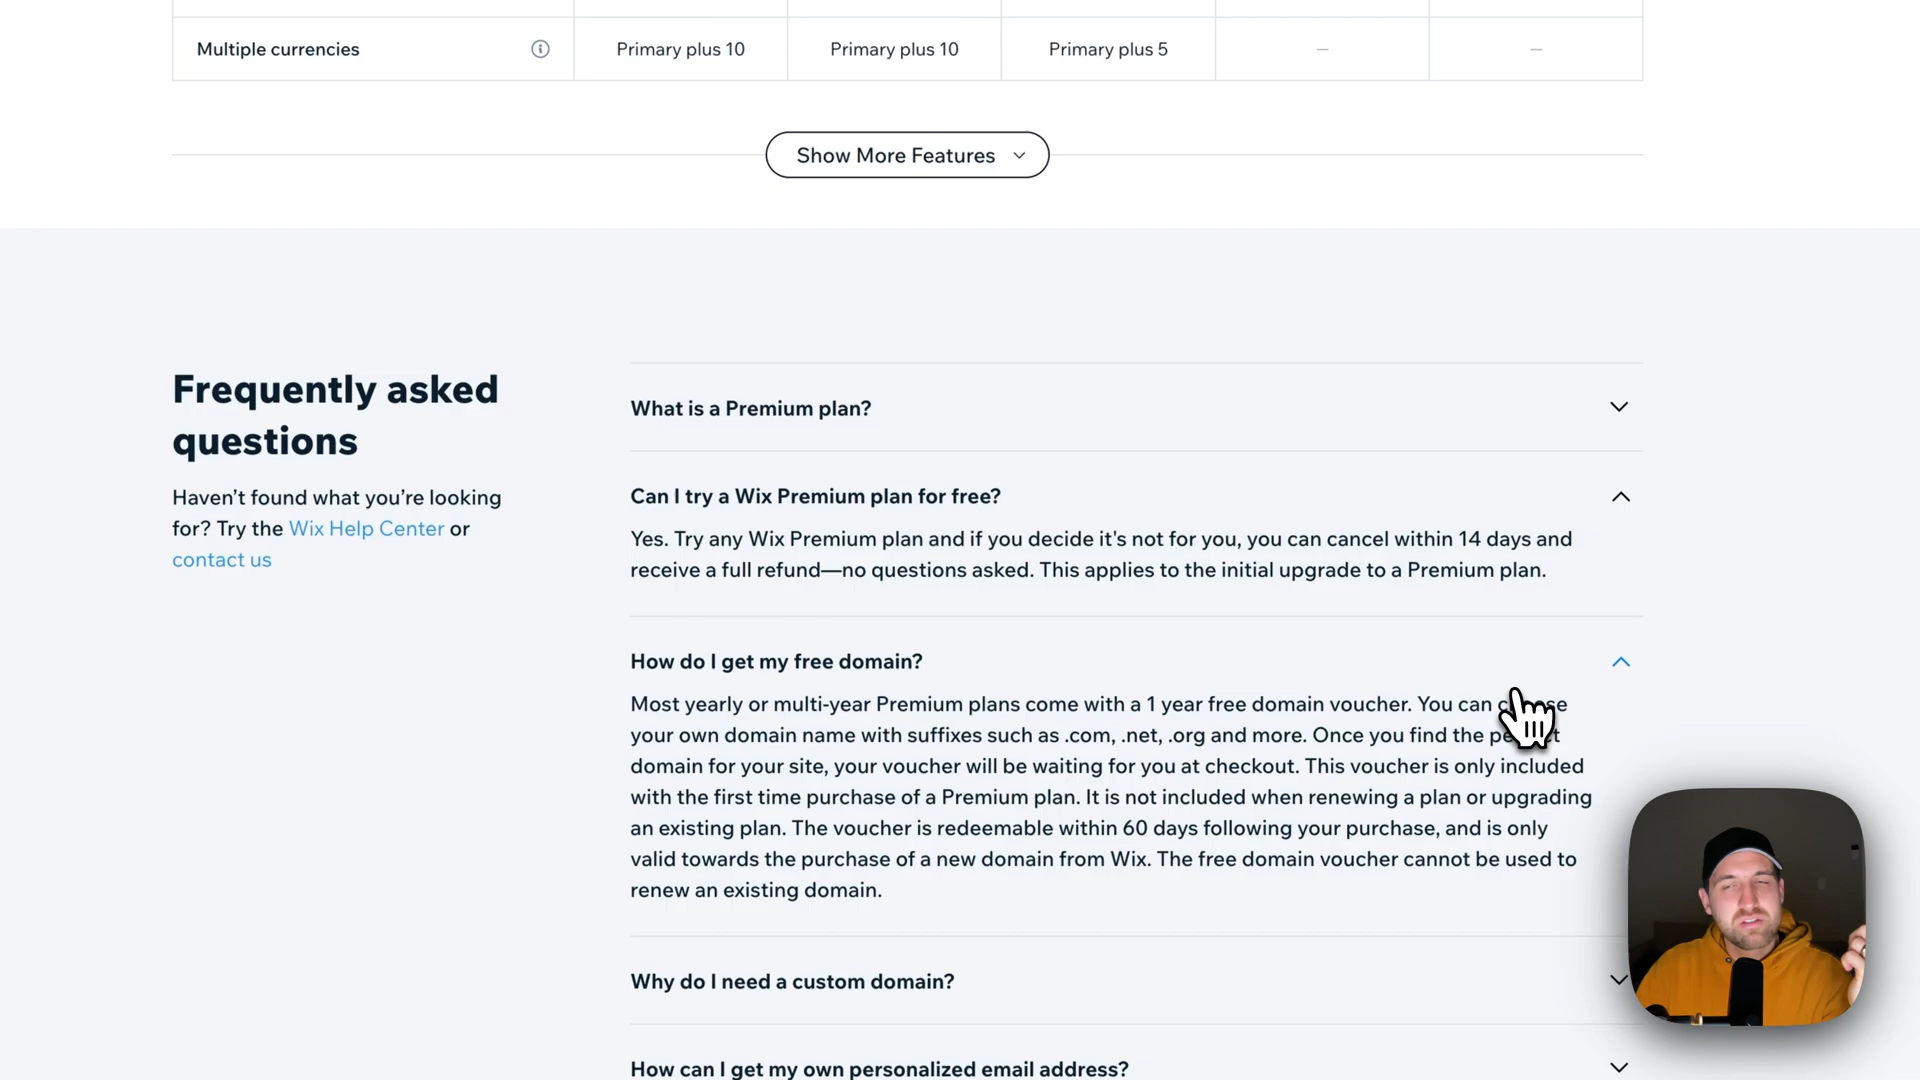 Multiple currencies
Primary plus 10
Primary plus 10
Primary plus 5
–
–
Show More Features
Frequently asked
questions
Haven’t found what you’re looking
for? Try the Wix Help Center or
contact us
What is a Premium plan?
Can I try a Wix Premium plan for free?
Yes. Try any Wix Premium plan and if you decide it's not for you, you can cancel within 14 days and
receive a full refund—no questions asked. This applies to the initial upgrade to a Premium plan.
How do I get my free domain?
Most yearly or multi-year Premium plans come with a 1 year free domain voucher. You can
your own domain name with suffixes such as .com, .net, .org and more. Once you find the
domain for your site, your voucher will be waiting for you at checkout. This voucher is only included
with the first time purchase of a Premium plan. It is not included when renewing a plan or upgrading
an existing plan. The voucher is redeemable within 60 days following your purchase, and is only
valid towards the purchase of a new domain from Wix. The free domain voucher cannot be used to
renew an existing domain.
Why do I need a custom domain?
How can I get my own personalized email address?